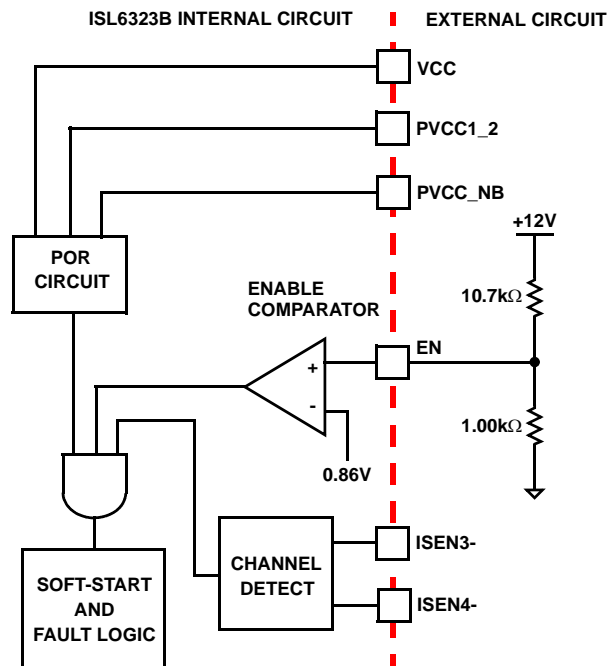 ISL6323B INTERNAL CIRCUIT
EXTERNAL CIRCUIT
VCC
PVCC1_2
PVCC_NB
+12V
POR
CIRCUIT
10.7kΩ
ENABLE
COMPARATOR
EN
+
-
1.00kΩ
0.86V
ISEN3-
CHANNEL
DETECT
ISEN4-
SOFT-START
AND
FAULT LOGIC